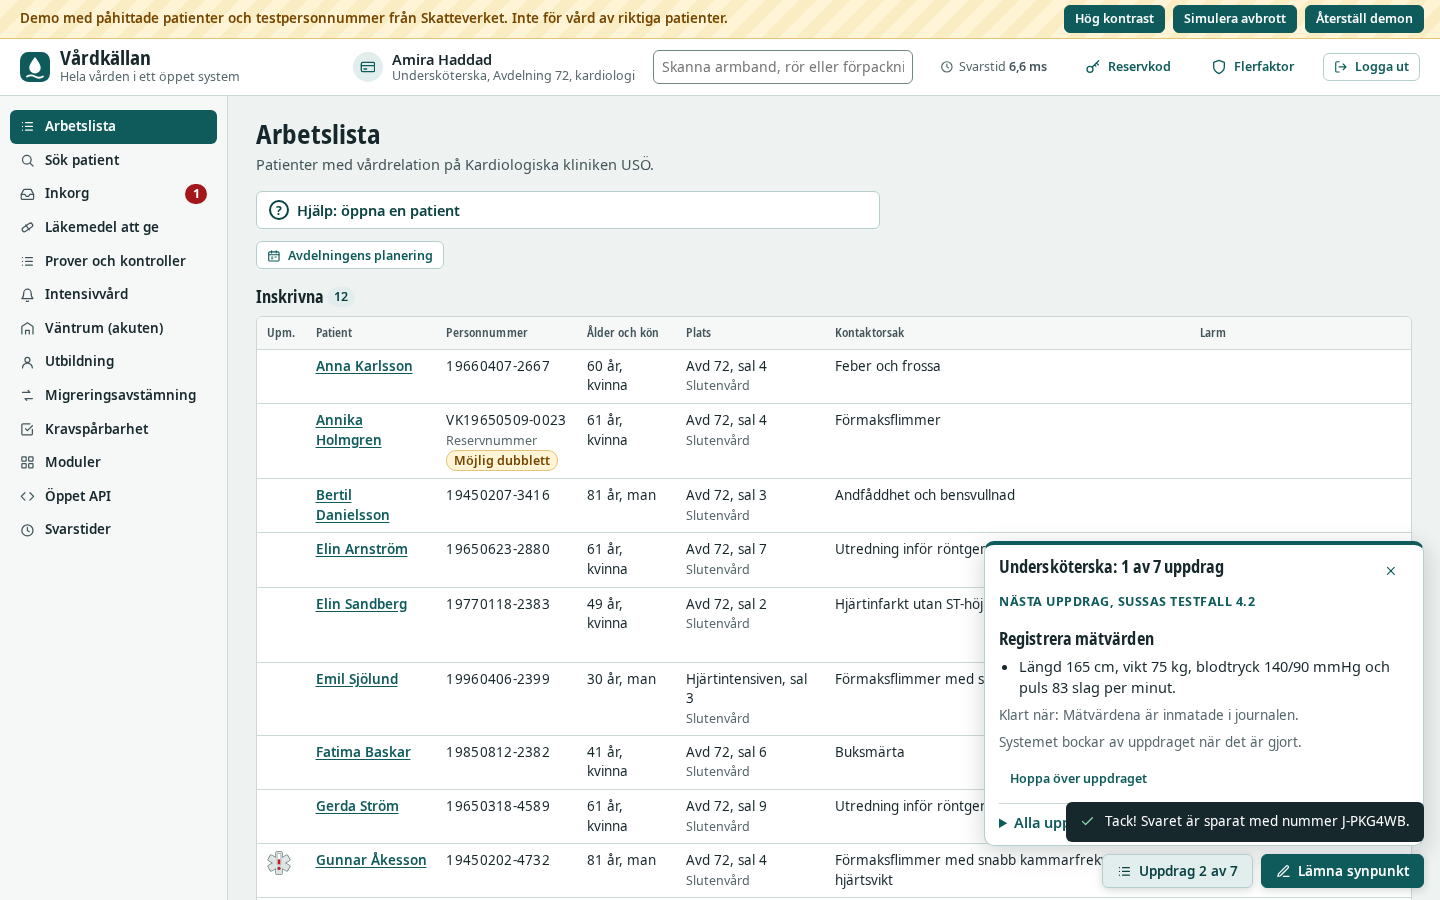 Demo med påhittade patienter och testpersonnummer från Skatteverket. Inte för vård av riktiga patienter.
Hög kontrast
Simulera avbrott
Återställ demon
Vårdkällan
Hela vården i ett öppet system
Amira Haddad
Undersköterska, Avdelning 72, kardiologi
Skanna armband, rör eller förpackni
Svarstid 6,6 ms
Reservkod
Flerfaktor
Logga ut
Arbetslista
Sök patient
Inkorg 1
Läkemedel att ge
Prover och kontroller
Intensivvård
Väntrum (akuten)
Utbildning
Migreringsavstämning
Kravspårbarhet
Moduler
Öppet API
Svarstider
Arbetslista
Patienter med vårdrelation på Kardiologiska kliniken USÖ.
? Hjälp: öppna en patient
Avdelningens planering
Inskrivna 12
Upm. Patient Personnummer Ålder och kön Plats Kontaktorsak Larm
Anna Karlsson 19660407-2667 60 år, Avd 72, sal 4 Feber och frossa
kvinna Slutenvård
Annika VK19650509-0023 61 år, Avd 72, sal 4 Förmaksflimmer
Holmgren Reservnummer kvinna Slutenvård
Möjlig dubblett
Bertil 19450207-3416 81 år, man Avd 72, sal 3 Andfåddhet och bensvullnad
Danielsson Slutenvård
Elin Arnström 19650623-2880 61 år, Avd 72, sal 7 Utredning inför röntgen
kvinna Slutenvård
Elin Sandberg 19770118-2383 49 år, Avd 72, sal 2 Hjärtinfarkt utan ST-höj
kvinna Slutenvård
Emil Sjölund 19960406-2399 30 år, man Hjärtintensiven, sal Förmaksflimmer med s
3
Slutenvård
Fatima Baskar 19850812-2382 41 år, Avd 72, sal 6 Buksmärta
kvinna Slutenvård
Gerda Ström 19650318-4589 61 år, Avd 72, sal 9 Utredning inför röntgen
kvinna Slutenvård
Gunnar Åkesson 19450202-4732 81 år, man Avd 72, sal 4 Förmaksflimmer med snabb kammarfrekv
Slutenvård hjärtsvikt
Undersköterska: 1 av 7 uppdrag
NÄSTA UPPDRAG, SUSSAS TESTFALL 4.2
Registrera mätvärden
• Längd 165 cm, vikt 75 kg, blodtryck 140/90 mmHg och
puls 83 slag per minut.
Klart när: Mätvärdena är inmatade i journalen.
Systemet bockar av uppdraget när det är gjort.
Hoppa över uppdraget
Alla upp
Tack! Svaret är sparat med nummer J-PKG4WB.
Uppdrag 2 av 7
Lämna synpunkt